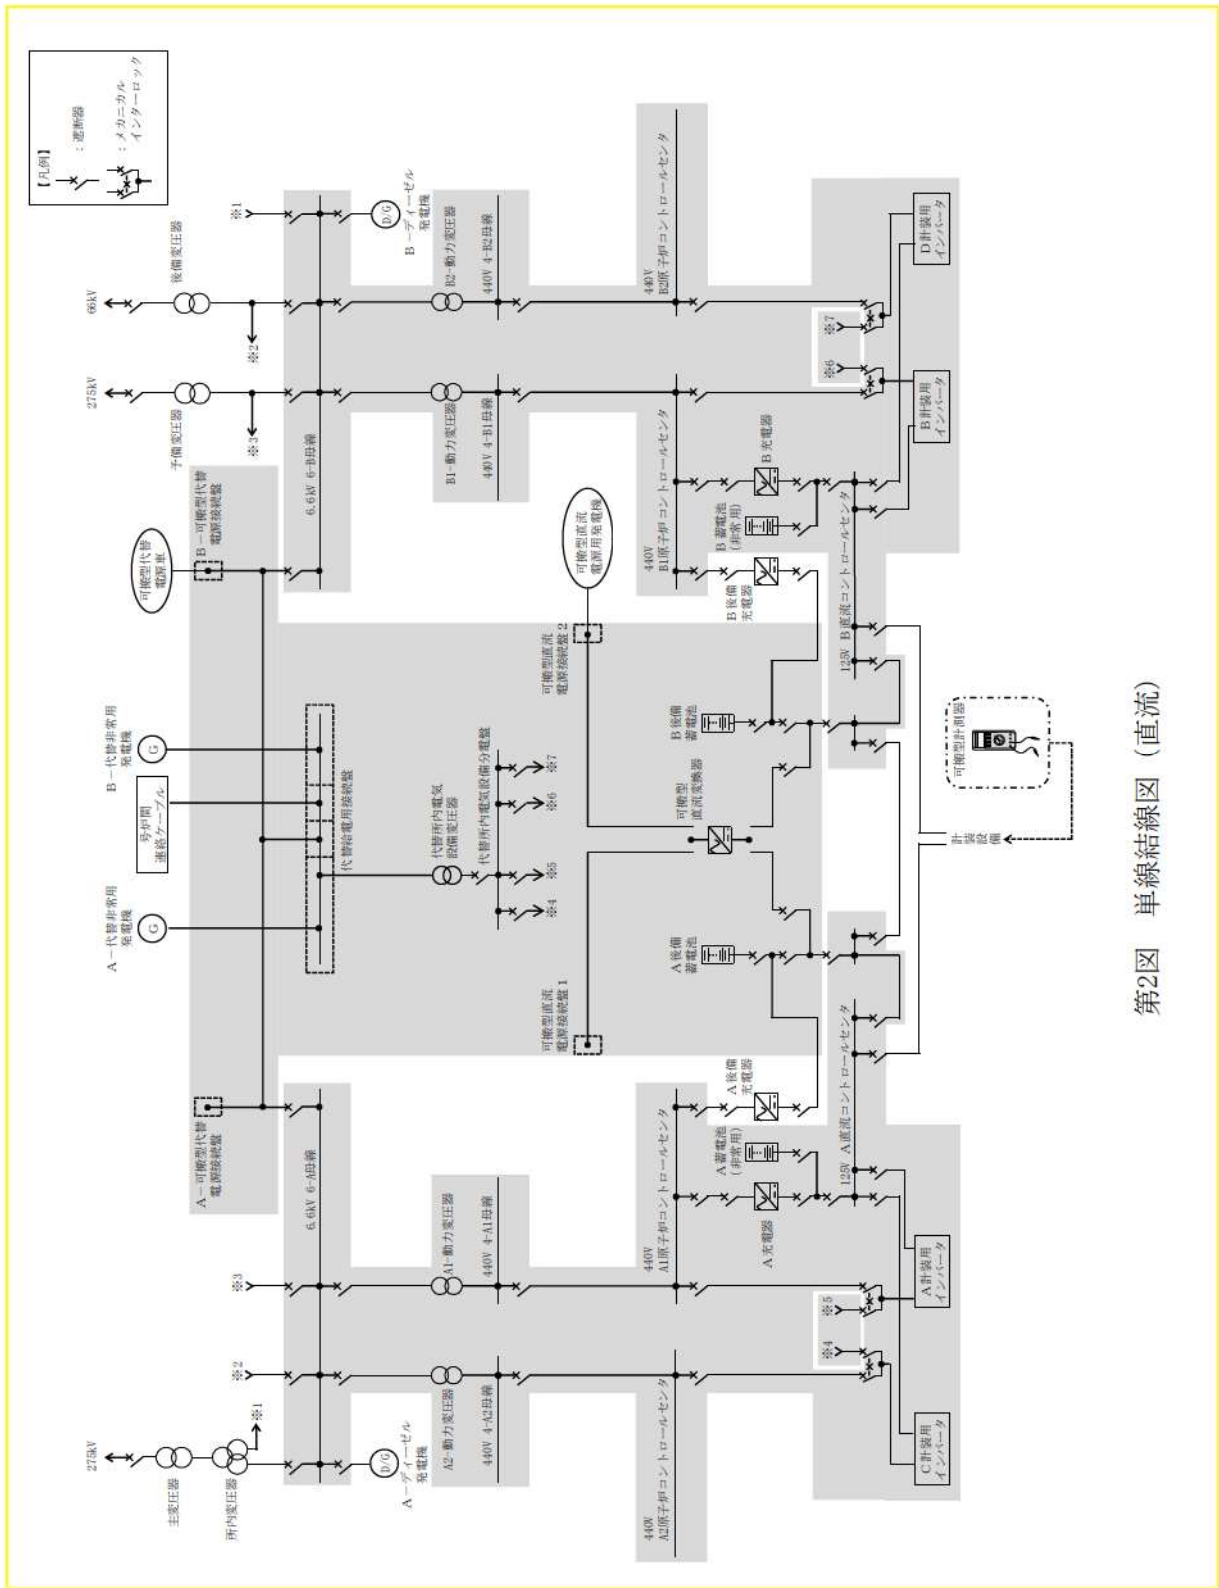 【凡例】
：遮断器
：メカニカル
インターロック
275kV
66kV
275kV
主変圧器
所内変圧器
※1
※2
※3
予備変圧器
※3
後備変圧器
※2
※1
A－代替非常用
発電機
G
号炉間
連絡ケーブル
B－代替非常用
発電機
G
可搬型代替
電源車
A－可搬型代替
電源接続盤
B－可搬型代替
電源接続盤
6.6kV 6-A母線
代替給電用接続盤
6.6kV 6-B母線
D/G
A－ディーゼル
発電機
D/G
B－ディーゼル
発電機
A2-動力変圧器
440V 4-A2母線
A1-動力変圧器
440V 4-A1母線
代替所内電気
設備変圧器
代替所内電気設備分電盤
※4
※5
※6
※7
B1-動力変圧器
440V 4-B1母線
B2-動力変圧器
440V 4-B2母線
可搬型直流
電源接続盤1
可搬型直流
電源接続盤2
可搬型直流
電源用発電機
440V
A2原子炉コントロールセンタ
440V
A1原子炉コントロールセンタ
440V
B1原子炉コントロールセンタ
440V
B2原子炉コントロールセンタ
A充電器
A蓄電池
(非常用)
A後備
充電器
A後備
蓄電池
可搬型
直流変換器
B後備
蓄電池
B後備
充電器
B蓄電池
(非常用)
B充電器
※4
※5
※6
※7
125V A直流コントロールセンタ
125V B直流コントロールセンタ
C計装用
インバータ
A計装用
インバータ
B計装用
インバータ
D計装用
インバータ
計装設備
可搬型計測器
第2図 単線結線図（直流）